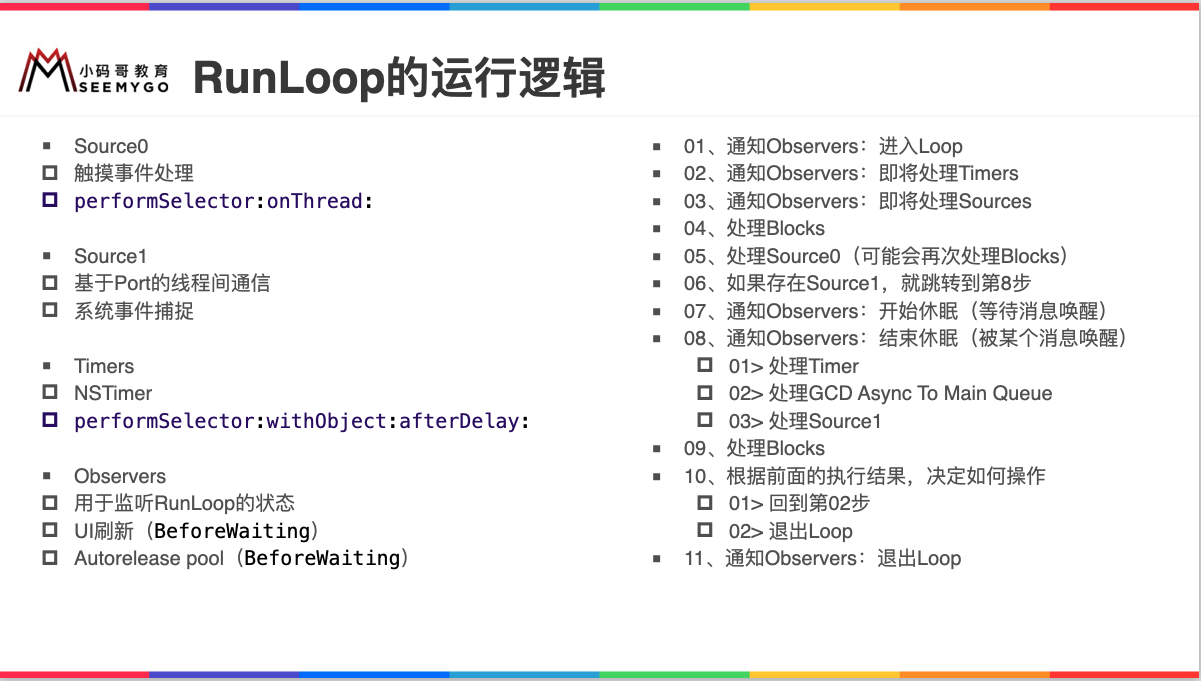 小码哥教育
SEEMYGO
RunLoop的运行逻辑
Source0
触摸事件处理
performSelector:onThread:
Source1
基于Port的线程间通信
系统事件捕捉
Timers
NSTimer
performSelector:withObject:afterDelay:
Observers
用于监听RunLoop的状态
UI刷新（BeforeWaiting）
Autorelease pool（BeforeWaiting）
01、通知Observers：进入Loop
02、通知Observers：即将处理Timers
03、通知Observers：即将处理Sources
04、处理Blocks
05、处理Source0（可能会再次处理Blocks）
06、如果存在Source1，就跳转到第8步
07、通知Observers：开始休眠（等待消息唤醒）
08、通知Observers：结束休眠（被某个消息唤醒）
01> 处理Timer
02> 处理GCD Async To Main Queue
03> 处理Source1
09、处理Blocks
10、根据前面的执行结果，决定如何操作
01> 回到第02步
02> 退出Loop
11、通知Observers：退出Loop